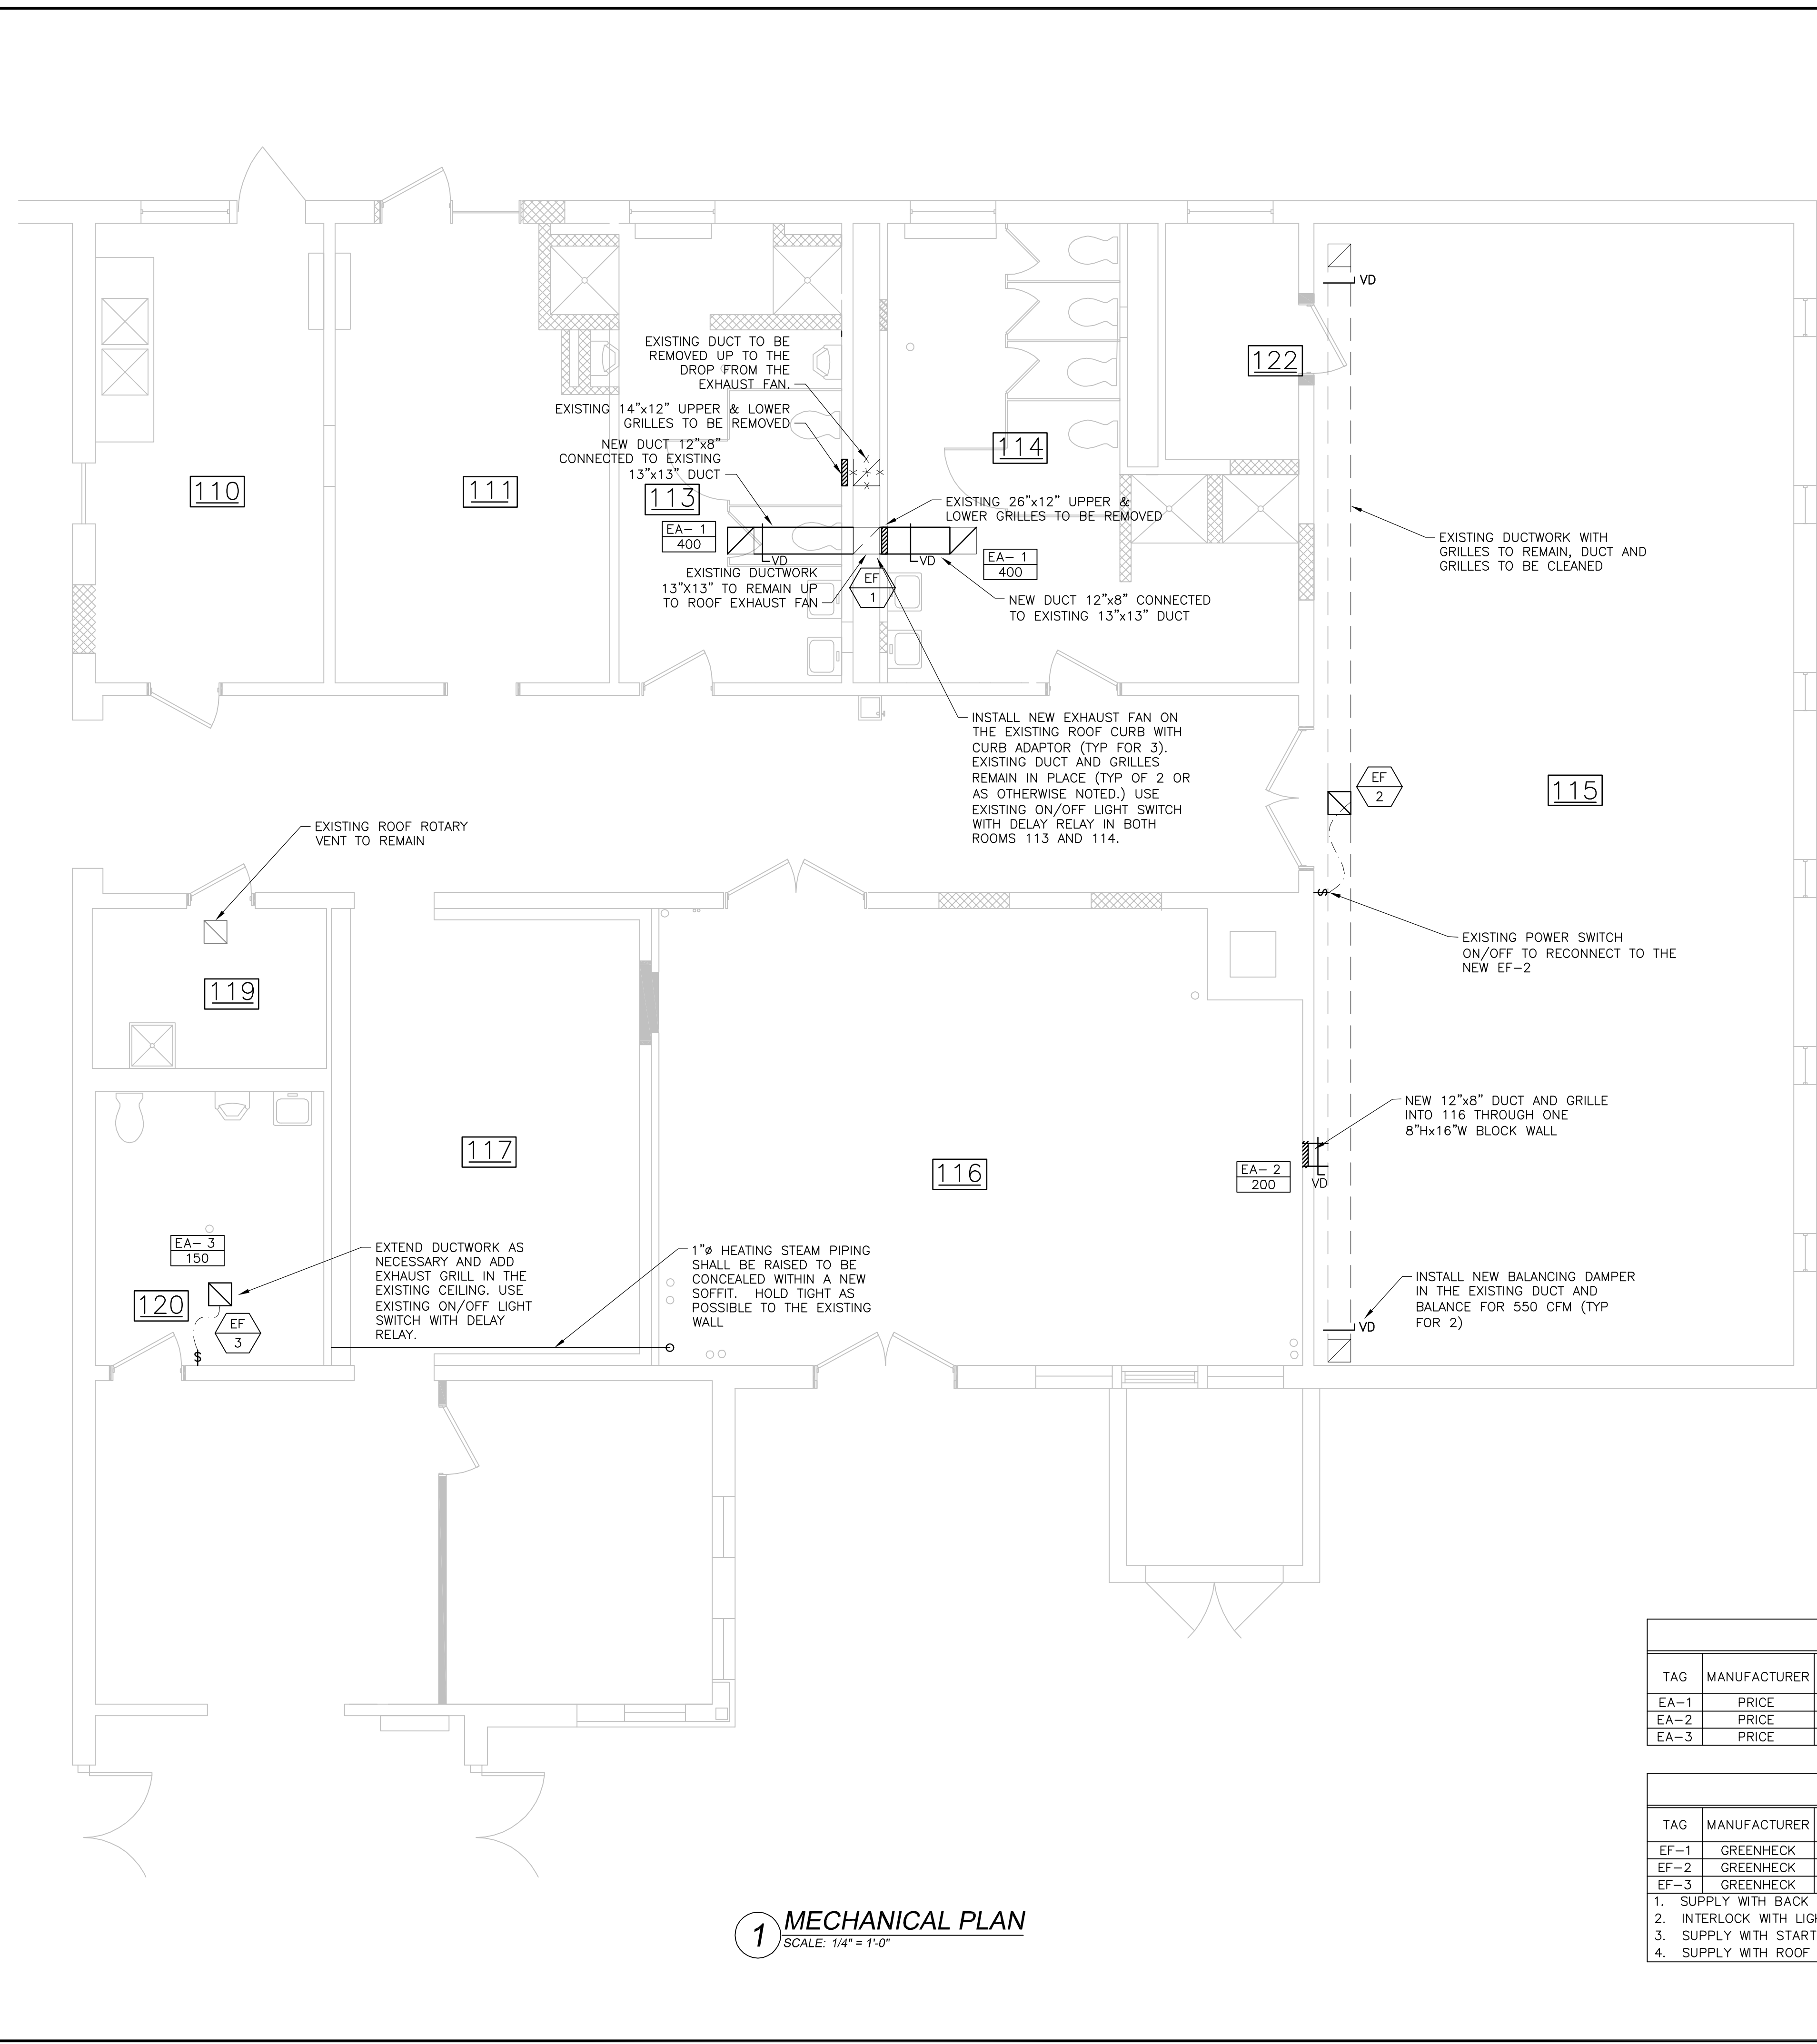 VD
EXISTING DUCT TO BE
REMOVED UP TO THE
DROP FROM THE
EXHAUST FAN.
122
EXISTING 14"x12" UPPER & LOWER
GRILLES TO BE REMOVED
NEW DUCT 12"x8"
CONNECTED TO EXISTING
13"x13" DUCT
114
110
111
113
EXISTING 26"x12" UPPER &
LOWER GRILLES TO BE REMOVED
EA-1
400
VD
VD
EA-1
400
EXISTING DUCTWORK WITH
GRILLES TO REMAIN, DUCT AND
GRILLES TO BE CLEANED
EXISTING DUCTWORK
13"X13" TO REMAIN UP
TO ROOF EXHAUST FAN
EF
1
NEW DUCT 12"x8" CONNECTED
TO EXISTING 13"x13" DUCT
INSTALL NEW EXHAUST FAN ON
THE EXISTING ROOF CURB WITH
CURB ADAPTOR (TYP FOR 3).
EXISTING DUCT AND GRILLES
REMAIN IN PLACE (TYP OF 2 OR
AS OTHERWISE NOTED.) USE
EXISTING ON/OFF LIGHT SWITCH
WITH DELAY RELAY IN BOTH
ROOMS 113 AND 114.
EF
2
115
EXISTING ROOF ROTARY
VENT TO REMAIN
$
EXISTING POWER SWITCH
ON/OFF TO RECONNECT TO THE
NEW EF-2
119
NEW 12"x8" DUCT AND GRILLE
INTO 116 THROUGH ONE
8"Hx16"W BLOCK WALL
117
116
EA-2
200
VD
EA-3
150
EXTEND DUCTWORK AS
NECESSARY AND ADD
EXHAUST GRILL IN THE
EXISTING CEILING. USE
EXISTING ON/OFF LIGHT
SWITCH WITH DELAY
RELAY.
1"ø HEATING STEAM PIPING
SHALL BE RAISED TO BE
CONCEALED WITHIN A NEW
SOFFIT. HOLD TIGHT AS
POSSIBLE TO THE EXISTING
WALL
INSTALL NEW BALANCING DAMPER
IN THE EXISTING DUCT AND
BALANCE FOR 550 CFM (TYP
FOR 2)
120
EF
3
$
VD
TAG MANUFACTURER
EA-1 PRICE
EA-2 PRICE
EA-3 PRICE
TAG MANUFACTURER
EF-1 GREENHECK
EF-2 GREENHECK
EF-3 GREENHECK
1. SUPPLY WITH BACK
2. INTERLOCK WITH
3. SUPPLY WITH START
4. SUPPLY WITH ROOF
1 MECHANICAL PLAN
SCALE: 1/4" = 1'-0"